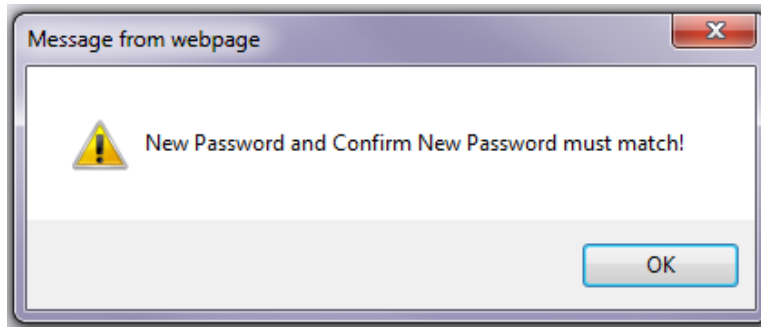 Message from webpage
New Password and Confirm New Password must match!
OK